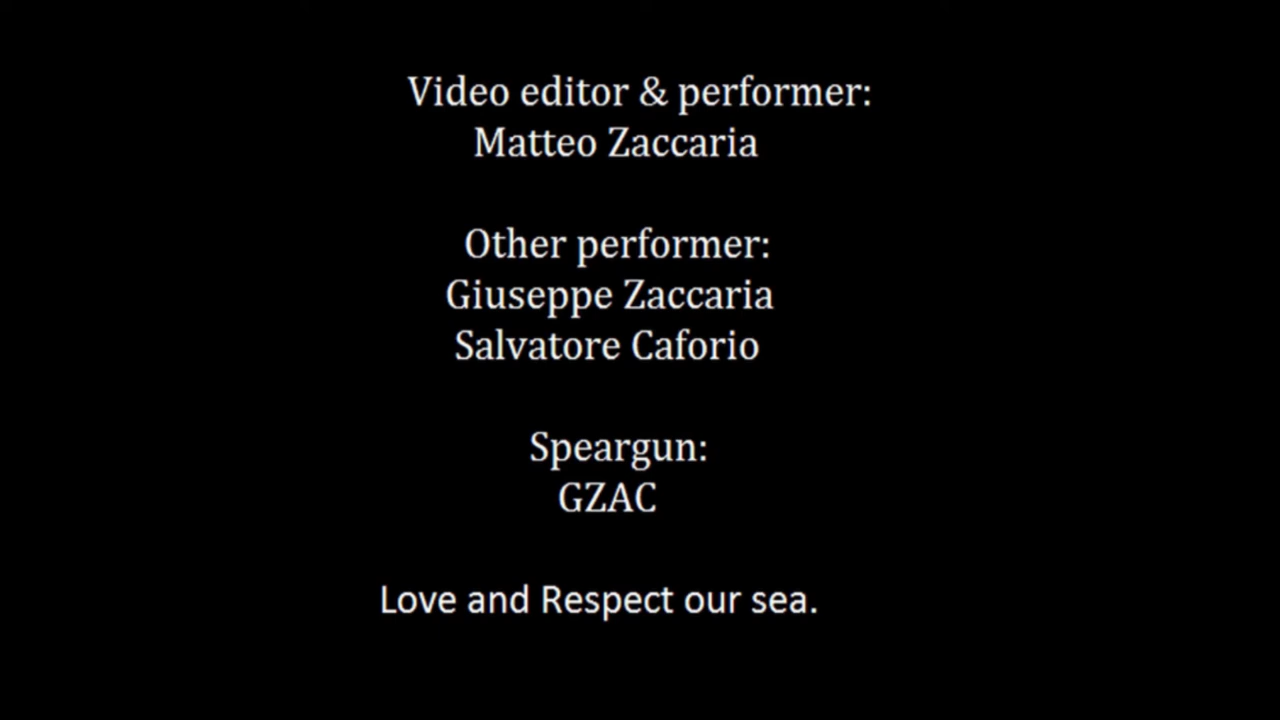 Video editor & performer:
Matteo Zaccaria
Other performer:
Giuseppe Zaccaria
Salvatore Caforio
Speargun:
GZAC
Love and Respect our sea.